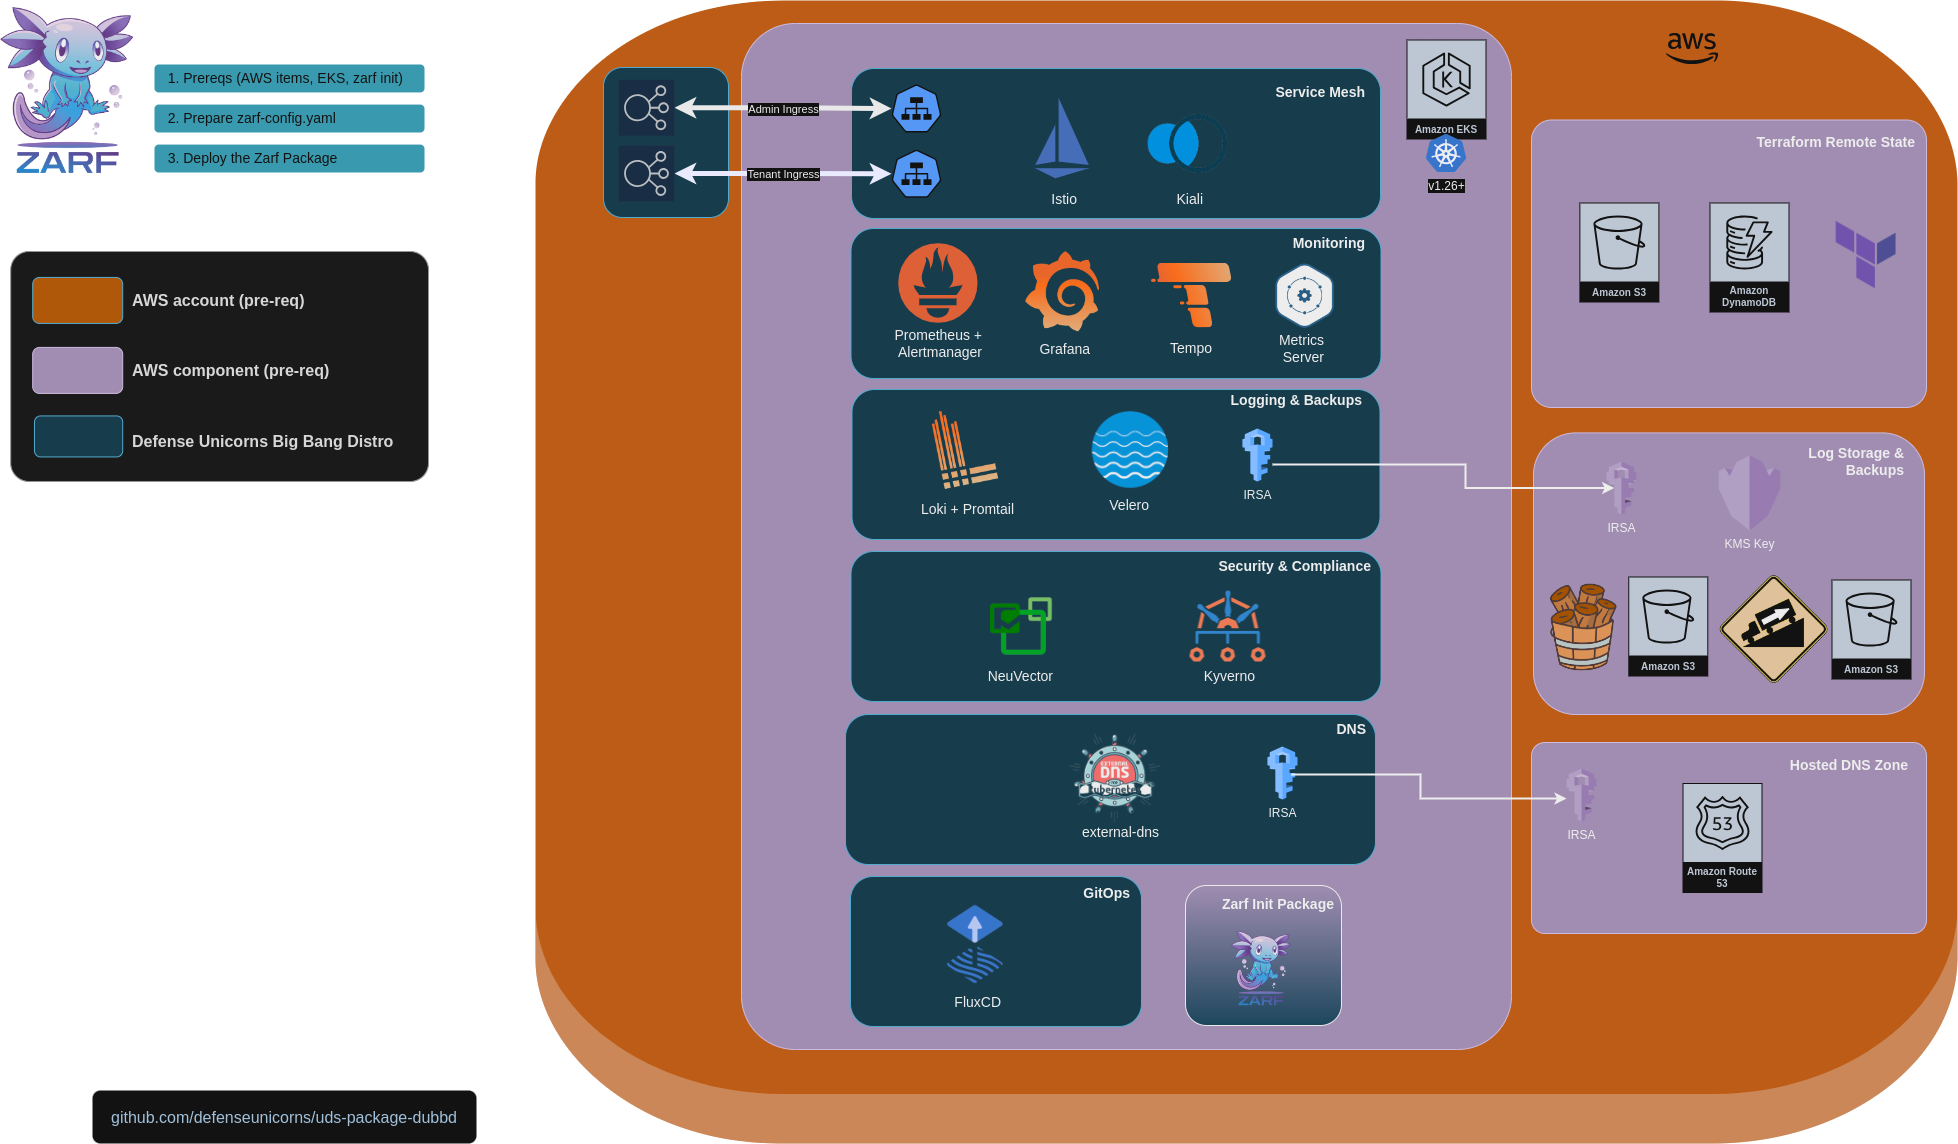 ZARF
1. Prereqs (AWS items, EKS, zarf init)
2. Prepare zarf-config.yaml
3. Deploy the Zarf Package
AWS account (pre-req)
AWS component (pre-req)
Defense Unicorns Big Bang Distro
github.com/defenseunicorns/uds-package-dubbd
aws
Admin Ingress
Tenant Ingress
Service Mesh
Istio
Kiali
Amazon EKS
v1.26+
Monitoring
Prometheus +
Alertmanager
Grafana
Tempo
Metrics
Server
Logging & Backups
Loki + Promtail
Velero
IRSA
Security & Compliance
NeuVector
Kyverno
DNS
EXTERNAL
DNS
kubernetes
external-dns
IRSA
GitOps
FluxCD
Zarf Init Package
ZARF
Terraform Remote State
Amazon S3
Amazon
DynamoDB
Log Storage &
Backups
IRSA
KMS Key
Amazon S3
Amazon S3
Hosted DNS Zone
IRSA
53
Amazon Route
53